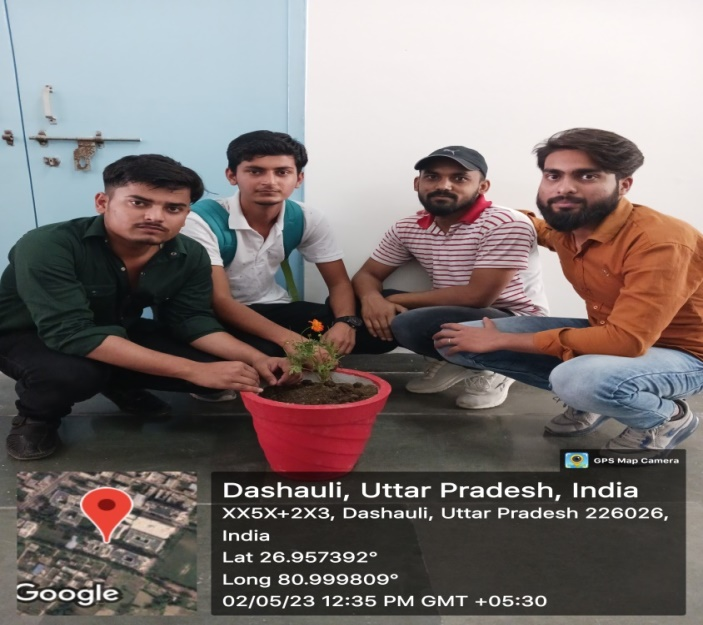 GPS Map Camera
Dashauli, Uttar Pradesh, India
XX5X+2X3, Dashauli, Uttar Pradesh 226026,
India
Lat 26.957392°
Long 80.999809°
02/05/23 12:35 PM GMT +05:30
Google